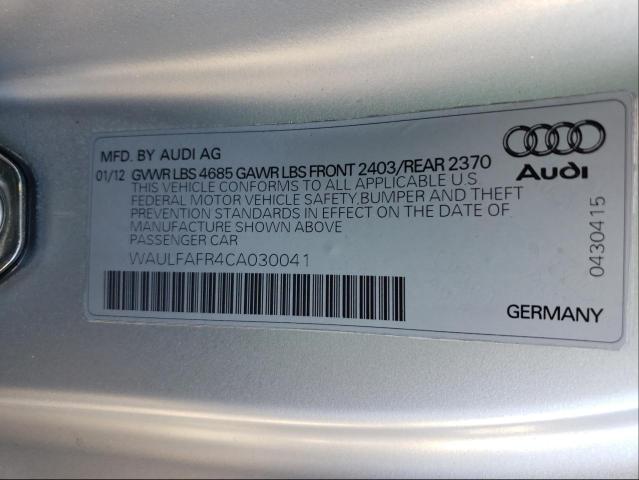 MFD. BY AUDI AG
01/12 GVWR LBS 4685 GAWR LBS FRONT 2403/REAR 2370
THIS VEHICLE CONFORMS TO ALL APPLICABLE U.S
FEDERAL MOTOR VEHICLE SAFETY,BUMPER AND THEFT
PREVENTION STANDARDS IN EFFECT ON THE DATE OF
MANUFACTURE SHOWN ABOVE
PASSENGER CAR
WAULFAFR4CA030041
Audi
0430415
GERMANY